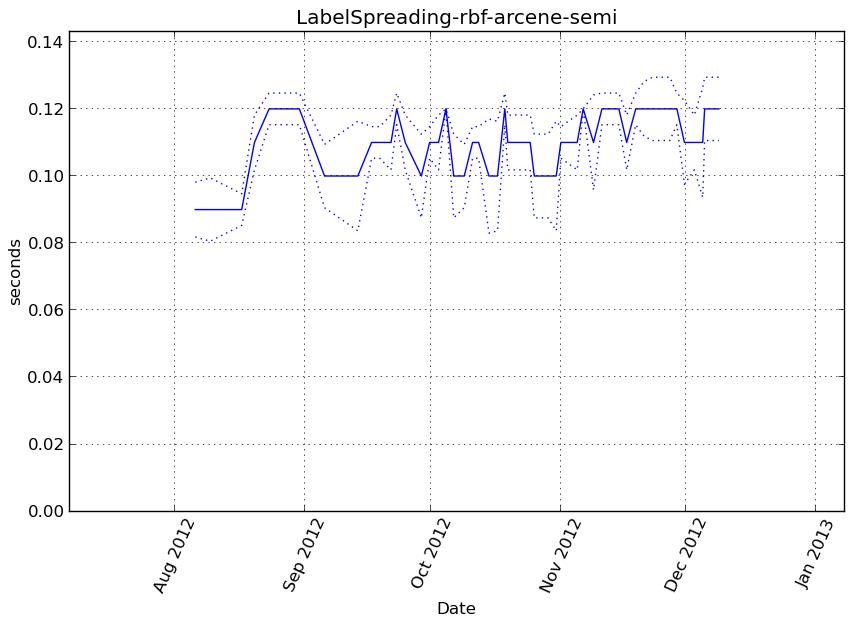 LabelSpreading-rbf-arcene-semi
0.14
0.12
0.10
0.08
0.06
0.04
0.02
0.00
seconds
Aug 2012
Sep 2012
Oct 2012
Nov 2012
Dec 2012
Jan 2013
Date